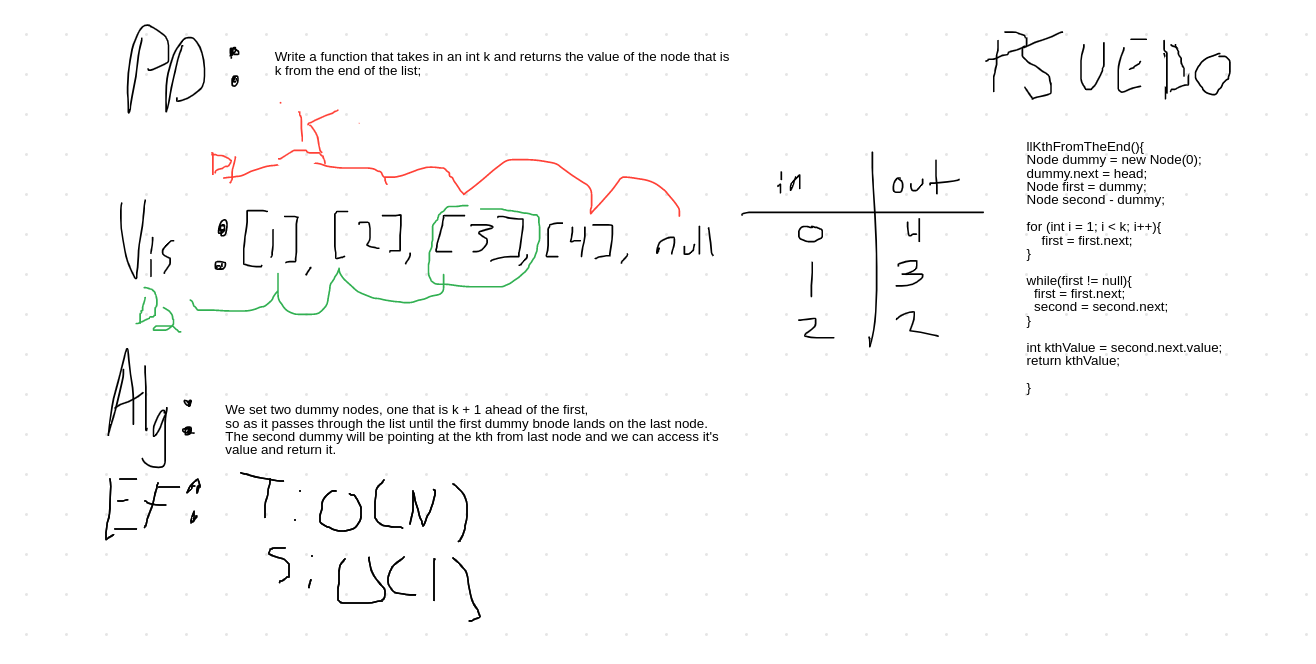 PD:
Write a function that takes in an int k and returns the value of the node that is
k from the end of the list;
K
D1
Vis: [1], [2], [3], [4], null
D2
in out
0 4
1 3
2 2
Alg:
We set two dummy nodes, one that is k + 1 ahead of the first,
so as it passes through the list until the first dummy bnode lands on the last node.
The second dummy will be pointing at the kth from last node and we can access it's
value and return it.
EF: T: O(N)
S: O(1)
PSUEDO
llKthFromTheEnd(){
Node dummy = new Node(0);
dummy.next = head;
Node first = dummy;
Node second - dummy;
for (int i = 1; i < k; i++){
first = first.next;
}
while(first != null){
first = first.next;
second = second.next;
}
int kthValue = second.next.value;
return kthValue;
}